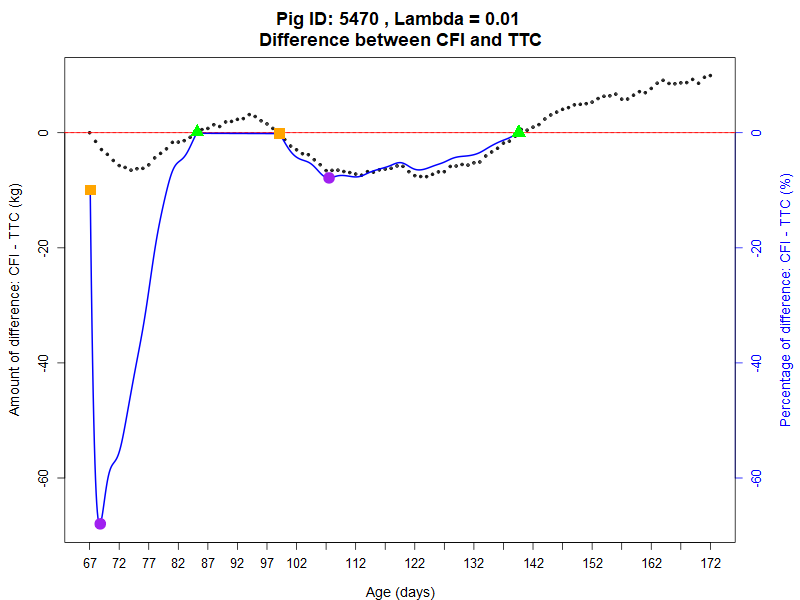 Pig ID: 5470 , Lambda = 0.01
Difference between CFI and TTC
Amount of difference: CFI - TTC (kg)
0
-20
-40
-60
0
-20
-40
-60
Percentage of difference: CFI - TTC (%)
67 72 77 82 87 92 97 102 112 122 132 142 152 162 172
Age (days)